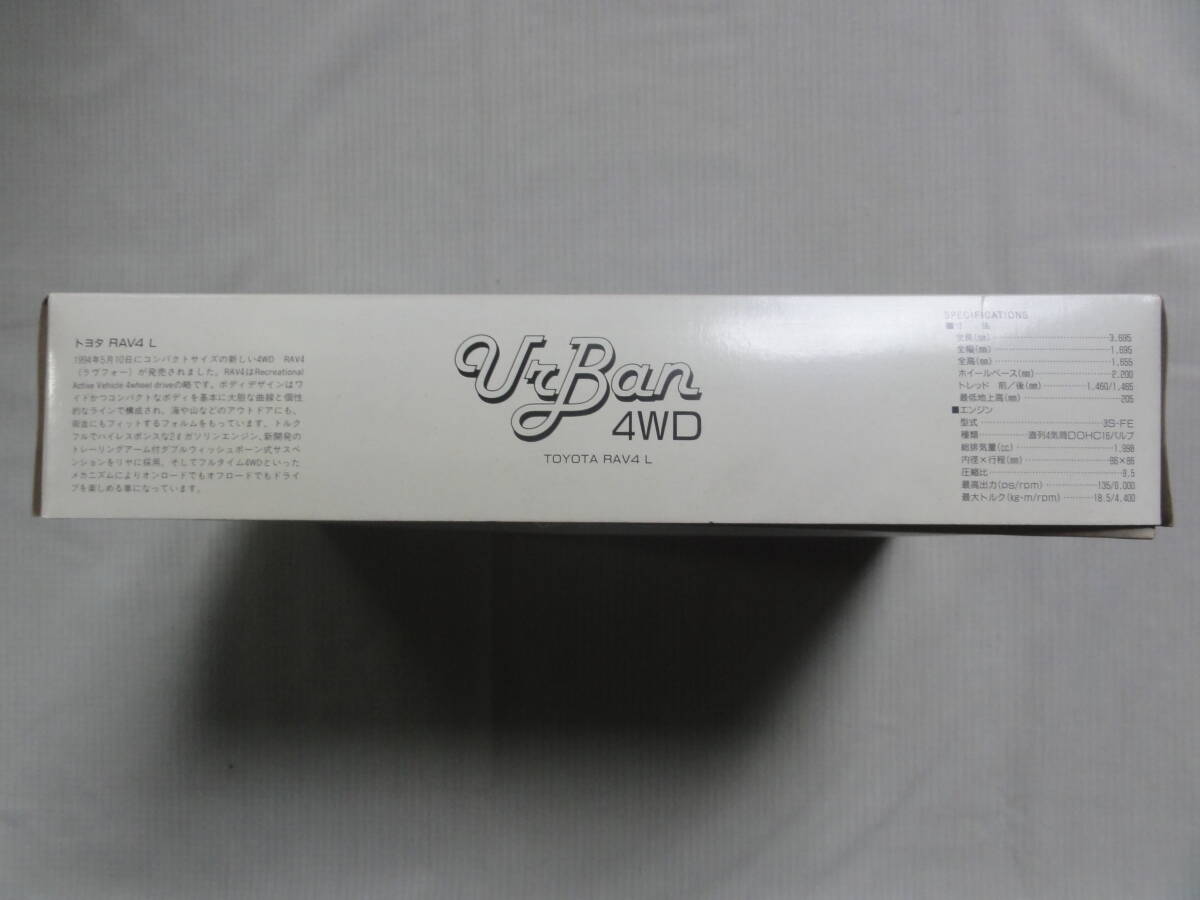 トヨタ RAV4 L
1994年5月10日にコンパクトサイズの新しい4WD RAV4
(ラヴフォー)が発売されました。RAV4はRecreational
Active Vehicle 4wheel driveの略です。ボディデザインはワ
イドかつコンパクトなボディを基本に大胆な曲線と個性
的なラインで構成され、海や山などのアウトドアにも、
街並にもフィットするフォルムをもっています。トルク
フルでハイレスポンスな2ℓガソリンエンジン、新開発の
トレーリングアーム付ダブルウィッシュボーン式サスペ
ンションをリヤに採用。そしてフルタイム4WDといった
メカニズムによりオンロードでもオフロードでもドライ
ブを楽しめる車になっています。
UrBan
4WD
TOYOTA RAV4 L
SPECIFICATIONS
■寸 法
全長(㎜)…………3,695
全幅(㎜)…………1,695
全高(㎜)…………1,655
ホイールベース(㎜)…………2,200
トレッド 前/後(㎜)…………1,460/1,465
最低地上高(㎜)…………205
■エンジン
型式…………3S-FE
種類…………直列4気筒DOHC16バルブ
総排気量(cc)…………1,998
内径×行程(㎜)…………86×86
圧縮比…………9.5
最高出力(ps/rpm)…………135/6,000
最大トルク(kg-m/rpm)…………18.5/4,400